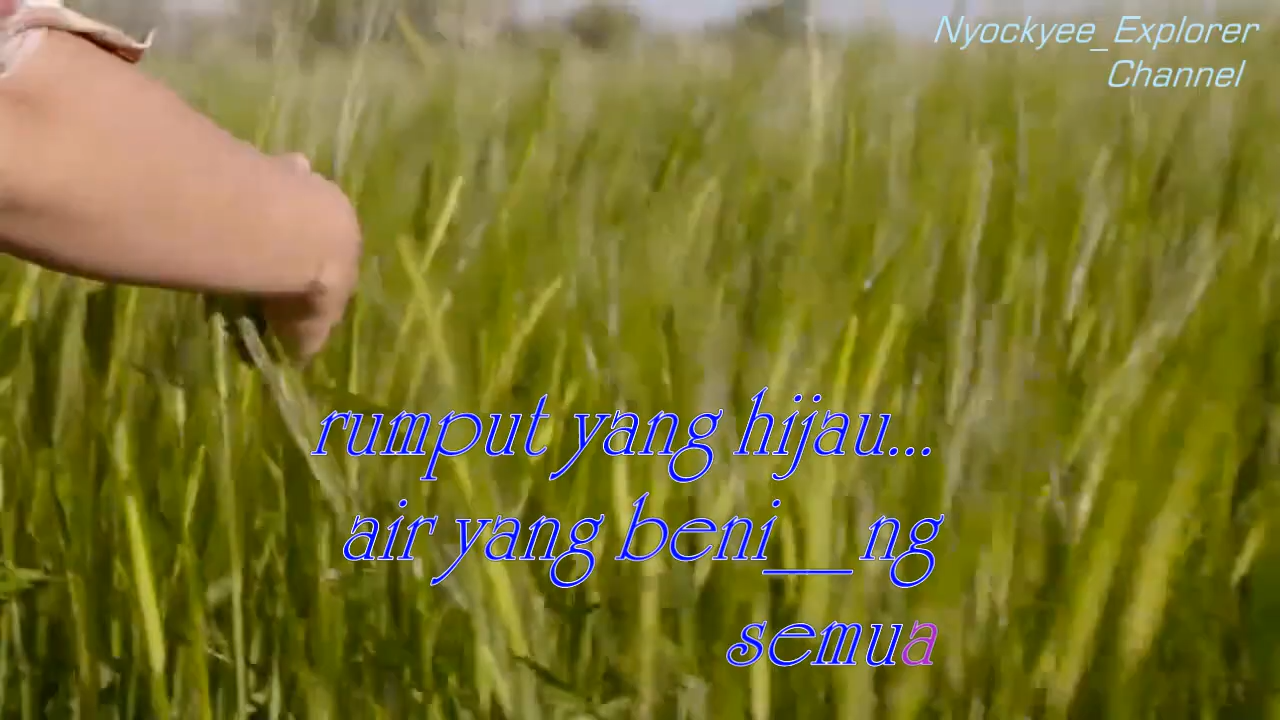 Nyockyee_Explorer
Channel
rumput yang hijau...
air yang beni__ng
semua